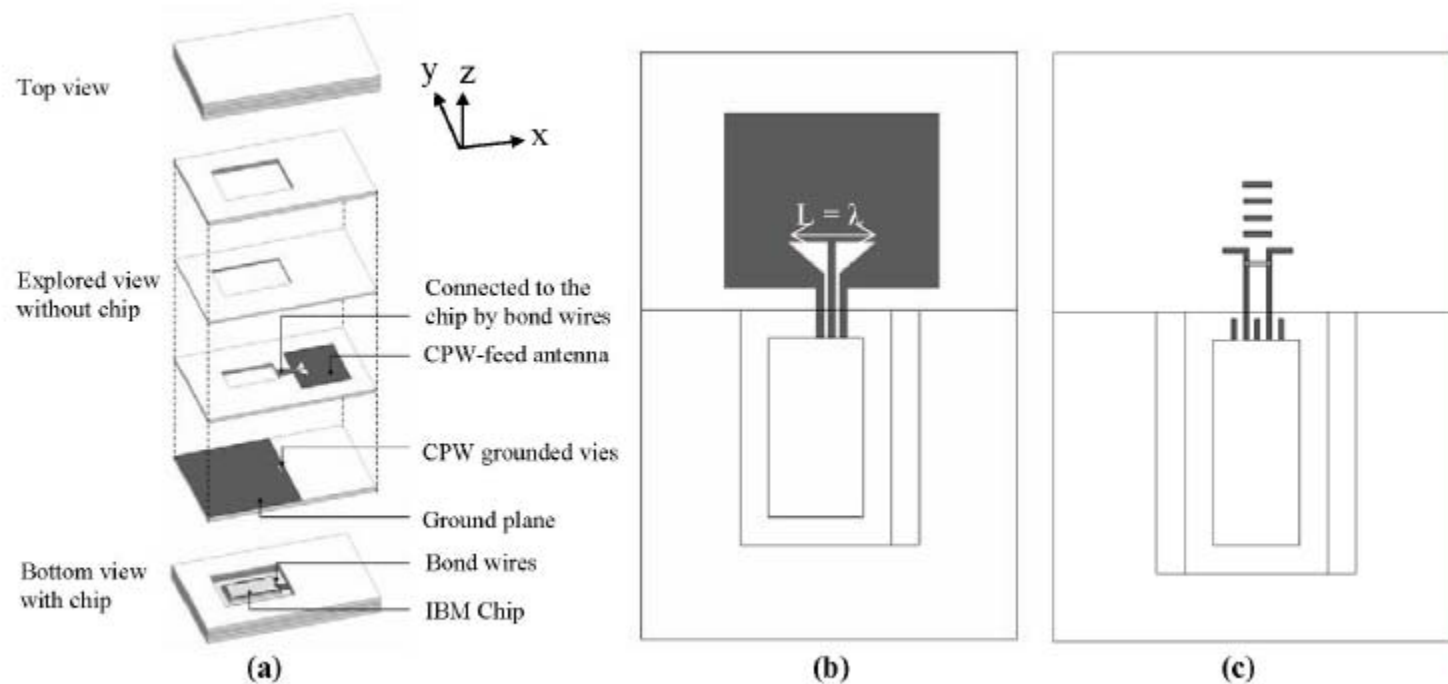 Top view
y z
x
Explored view
without chip
Connected to the
chip by bond wires
CPW-feed antenna
CPW grounded vies
Ground plane
Bottom view
with chip
Bond wires
IBM Chip
(a)
L = λ
(b)
(c)